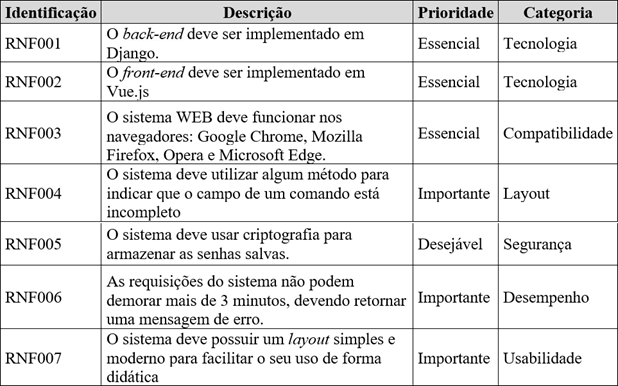 Identificação Descrição Prioridade Categoria
RNF001 O back-end deve ser implementado em Django. Essencial Tecnologia
RNF002 O front-end deve ser implementado em Vue.js Essencial Tecnologia
RNF003 O sistema WEB deve funcionar nos navegadores: Google Chrome, Mozilla Firefox, Opera e Microsoft Edge. Essencial Compatibilidade
RNF004 O sistema deve utilizar algum método para indicar que o campo de um comando está incompleto Importante Layout
RNF005 O sistema deve usar criptografia para armazenar as senhas salvas. Desejável Segurança
RNF006 As requisições do sistema não podem demorar mais de 3 minutos, devendo retornar uma mensagem de erro. Importante Desempenho
RNF007 O sistema deve possuir um layout simples e moderno para facilitar o seu uso de forma didática Importante Usabilidade